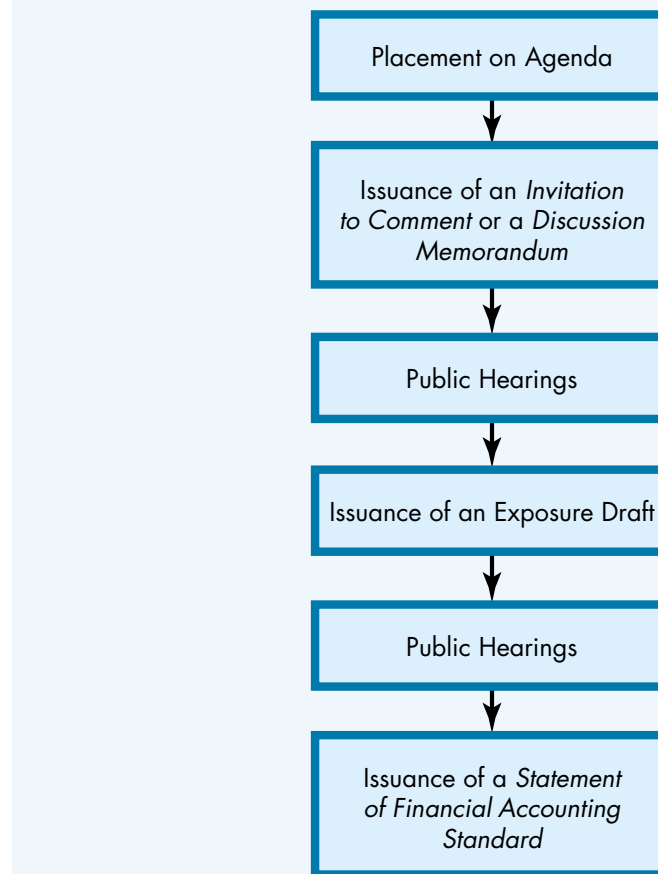 Placement on Agenda
Issuance of an Invitation
to Comment or a Discussion
Memorandum
Public Hearings
Issuance of an Exposure Draft
Public Hearings
Issuance of a Statement
of Financial Accounting
Standard